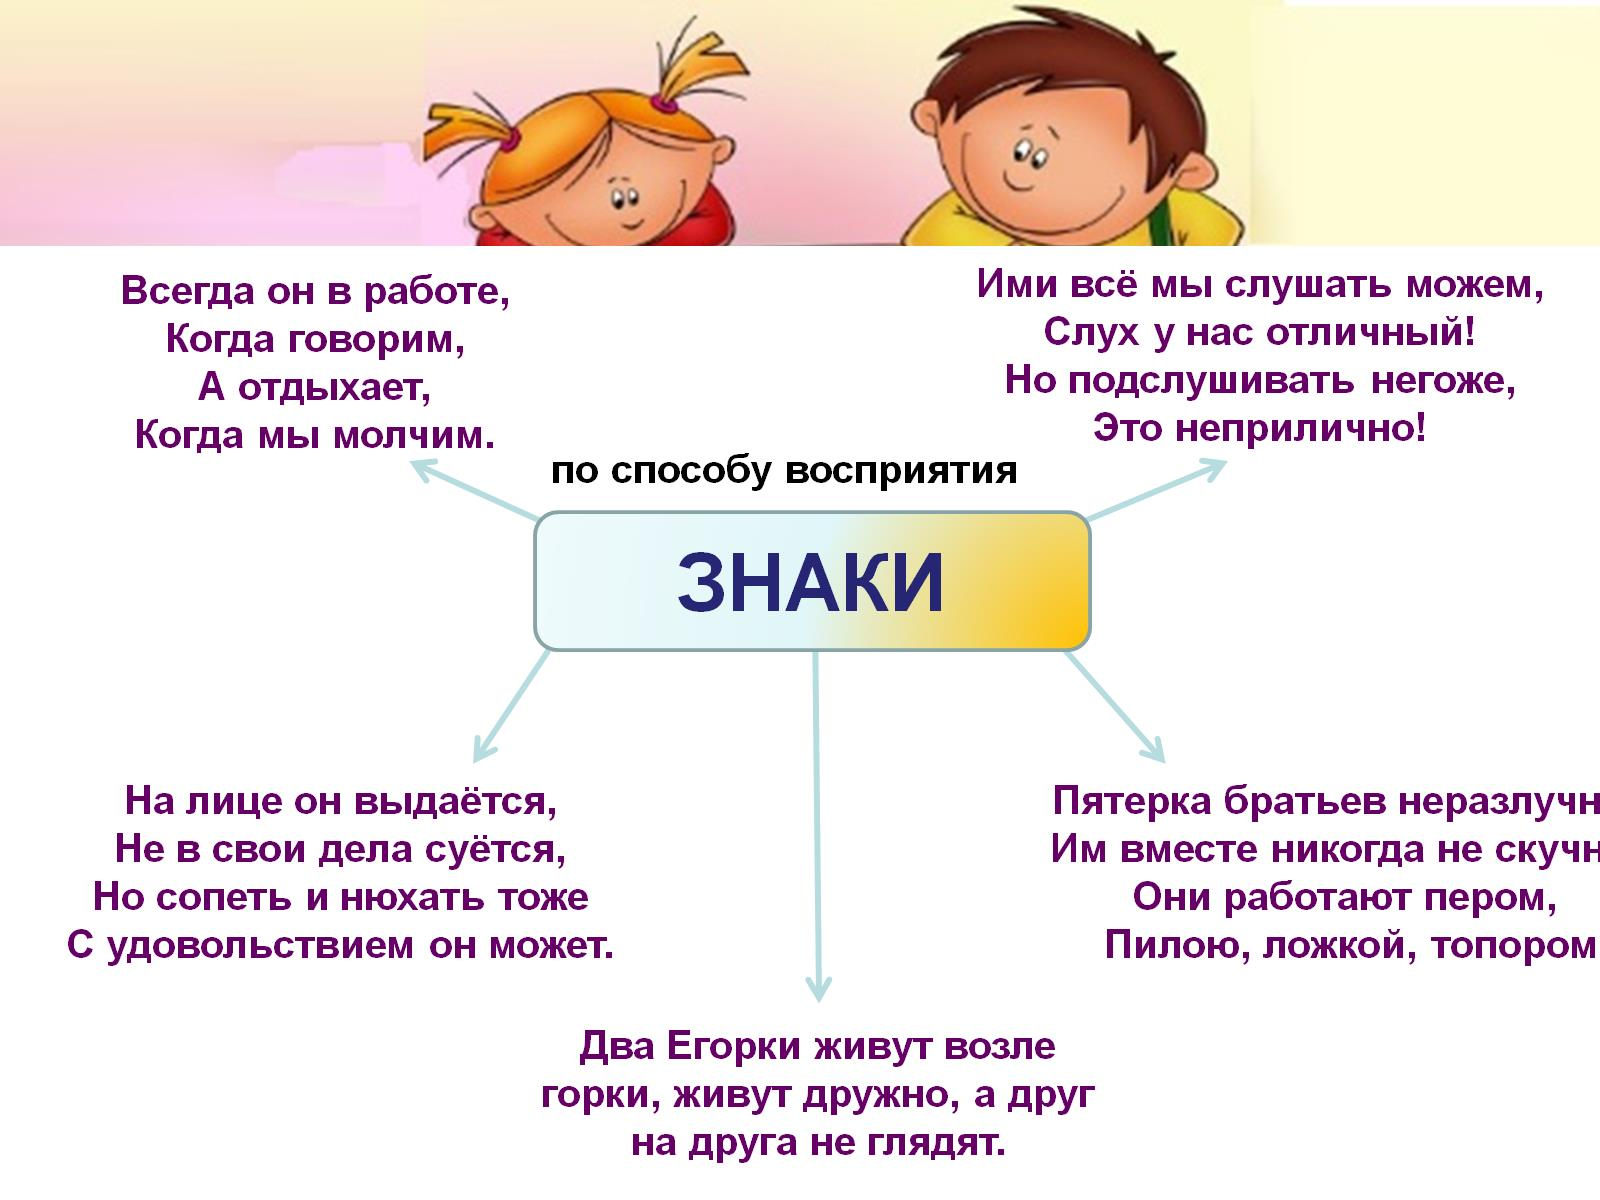 Всегда он в работе,
Когда говорим,
А отдыхает,
Когда мы молчим.
Ими всё мы слушать можем,
Слух у нас отличный!
Но подслушивать негоже,
Это неприлично!
по способу восприятия
ЗНАКИ
На лице он выдаётся,
Не в свои дела суётся,
Но сопеть и нюхать тоже
С удовольствием он может.
Пятерка братьев
Им вместе никогда не
Они работают пером,
Пилою, ложкой, топором
Два Егорки живут возле
горки, живут дружно, а друг
на друга не глядят.